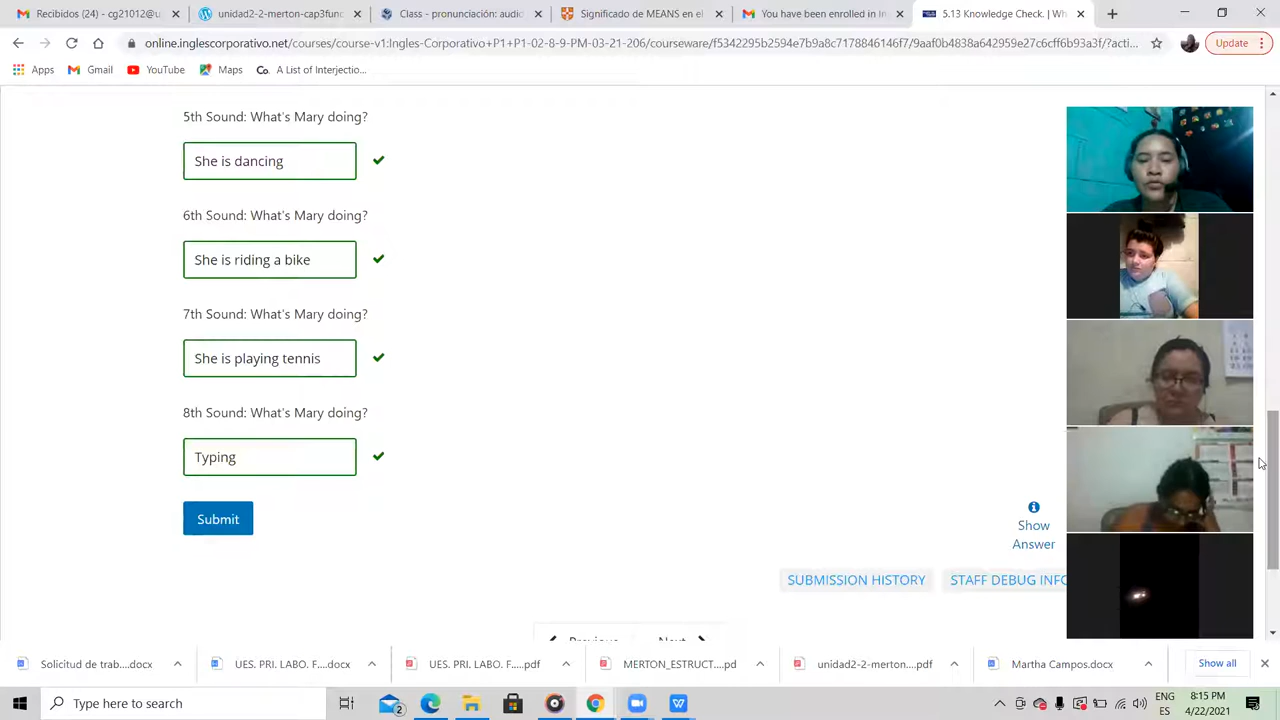 Recibidos (24) - cg21012@u
unidad2-2-merton-cap3func
Class - pronunciación audio
Significado de MEANS en el
You have been enrolled in In
5.13 Knowledge Check. | Wh
online.inglescorporativo.net/courses/course-v1:Ingles-Corporativo+P1+P1-02-8-9-PM-03-21-206/courseware/f5342295b2594e7b9a8c7178846146f7/9aaf0b4838a642959e27c6cff6b93a3f/?acti...
Update
Apps
Gmail
YouTube
Maps
Co.
A List of Interjectio...
5th Sound: What's Mary doing?
She is dancing
6th Sound: What's Mary doing?
She is riding a bike
7th Sound: What's Mary doing?
She is playing tennis
8th Sound: What's Mary doing?
Typing
Submit
Show
Answer
SUBMISSION HISTORY
STAFF DEBUG INFO
Previous
Next
Solicitud de trab....docx
UES. PRI. LABO. F....docx
UES. PRI. LABO. F....pdf
MERTON_ESTRUCT....pd
unidad2-2-merton....pdf
Martha Campos.docx
Show all
Type here to search
2
ENG
ES
8:15 PM
4/22/2021